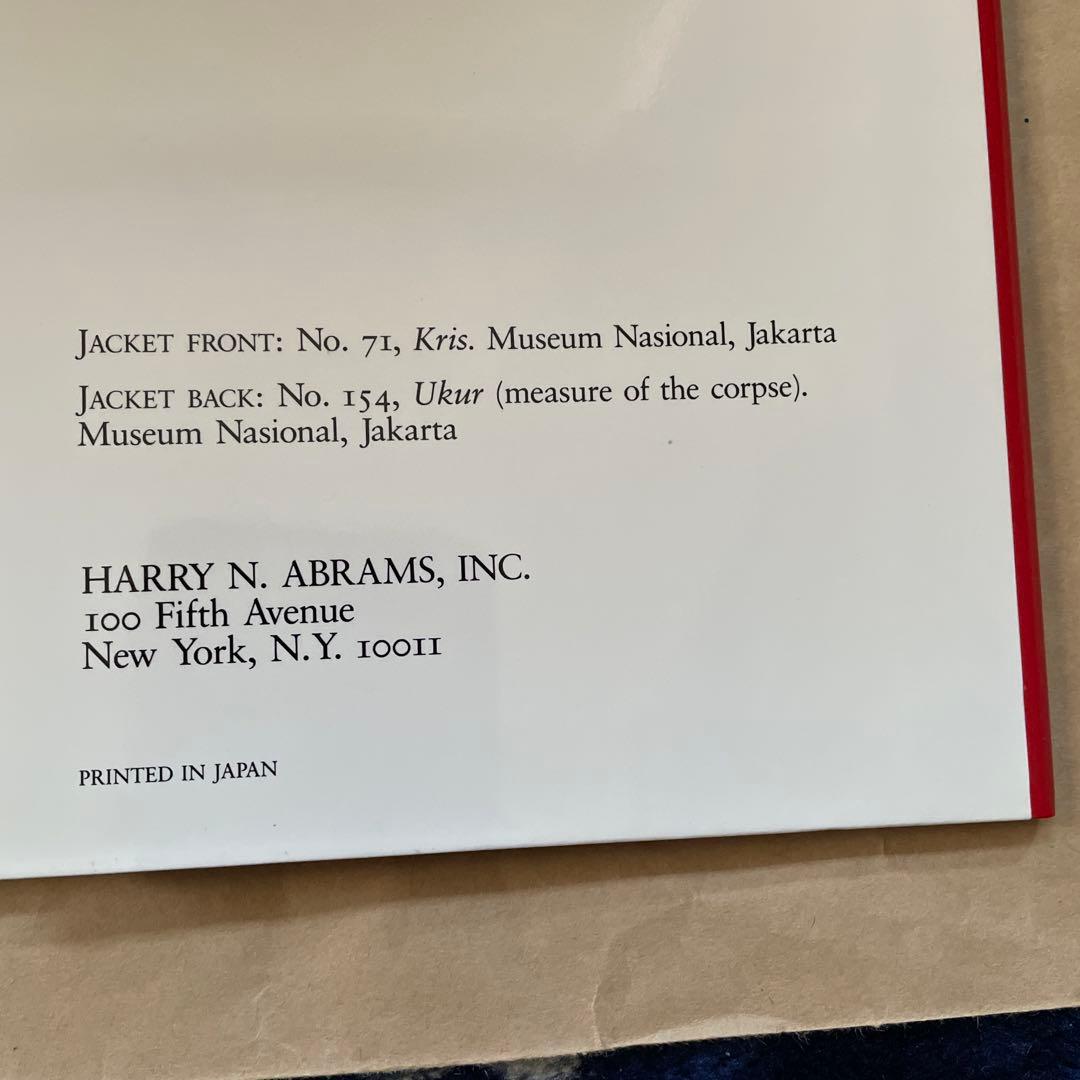 JACKET FRONT: No. 71, Kris. Museum Nasional, Jakarta
JACKET BACK: No. 154, Ukur (measure of the corpse).
Museum Nasional, Jakarta
HARRY N. ABRAMS, INC.
100 Fifth Avenue
New York, N.Y. 10011
PRINTED IN JAPAN